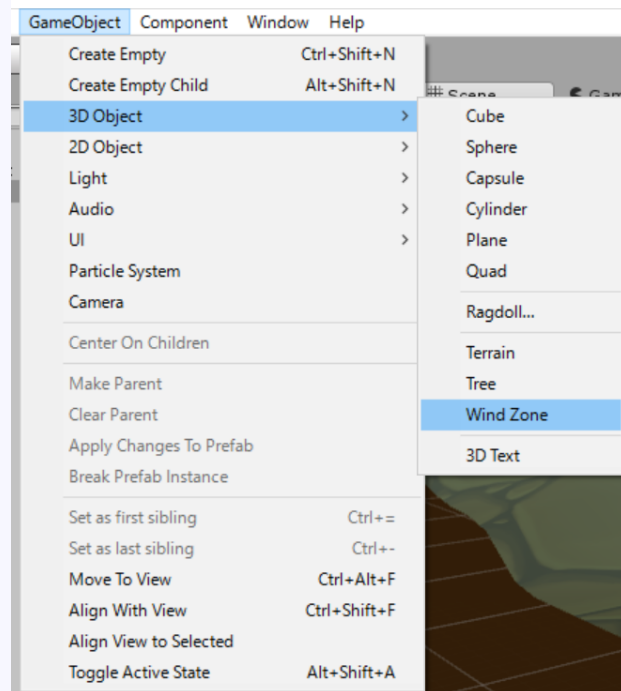 GameObject Component Window Help
Create Empty Ctrl+Shift+N
Create Empty Child Alt+Shift+N
3D Object
2D Object
Light
Audio
UI
Particle System
Camera
Center On Children
Make Parent
Clear Parent
Apply Changes To Prefab
Break Prefab Instance
Set as first sibling Ctrl+=
Set as last sibling Ctrl+-
Move To View Ctrl+Alt+F
Align With View Ctrl+Shift+F
Align View to Selected
Toggle Active State Alt+Shift+A
Scene Gam
Cube
Sphere
Capsule
Cylinder
Plane
Quad
Ragdoll...
Terrain
Tree
Wind Zone
3D Text